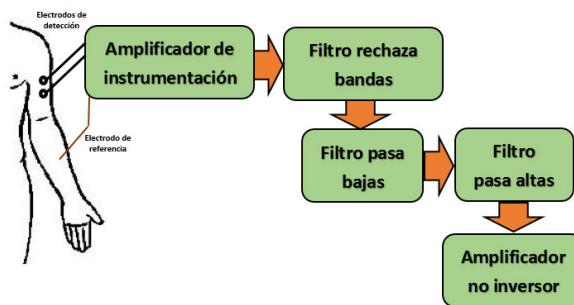 Electrodos de
detección
Amplificador de
instrumentación
Filtro rechaza
bandas
Electrodo de
referencia
Filtro pasa
bajas
Filtro
pasa altas
Amplificador
no inversor